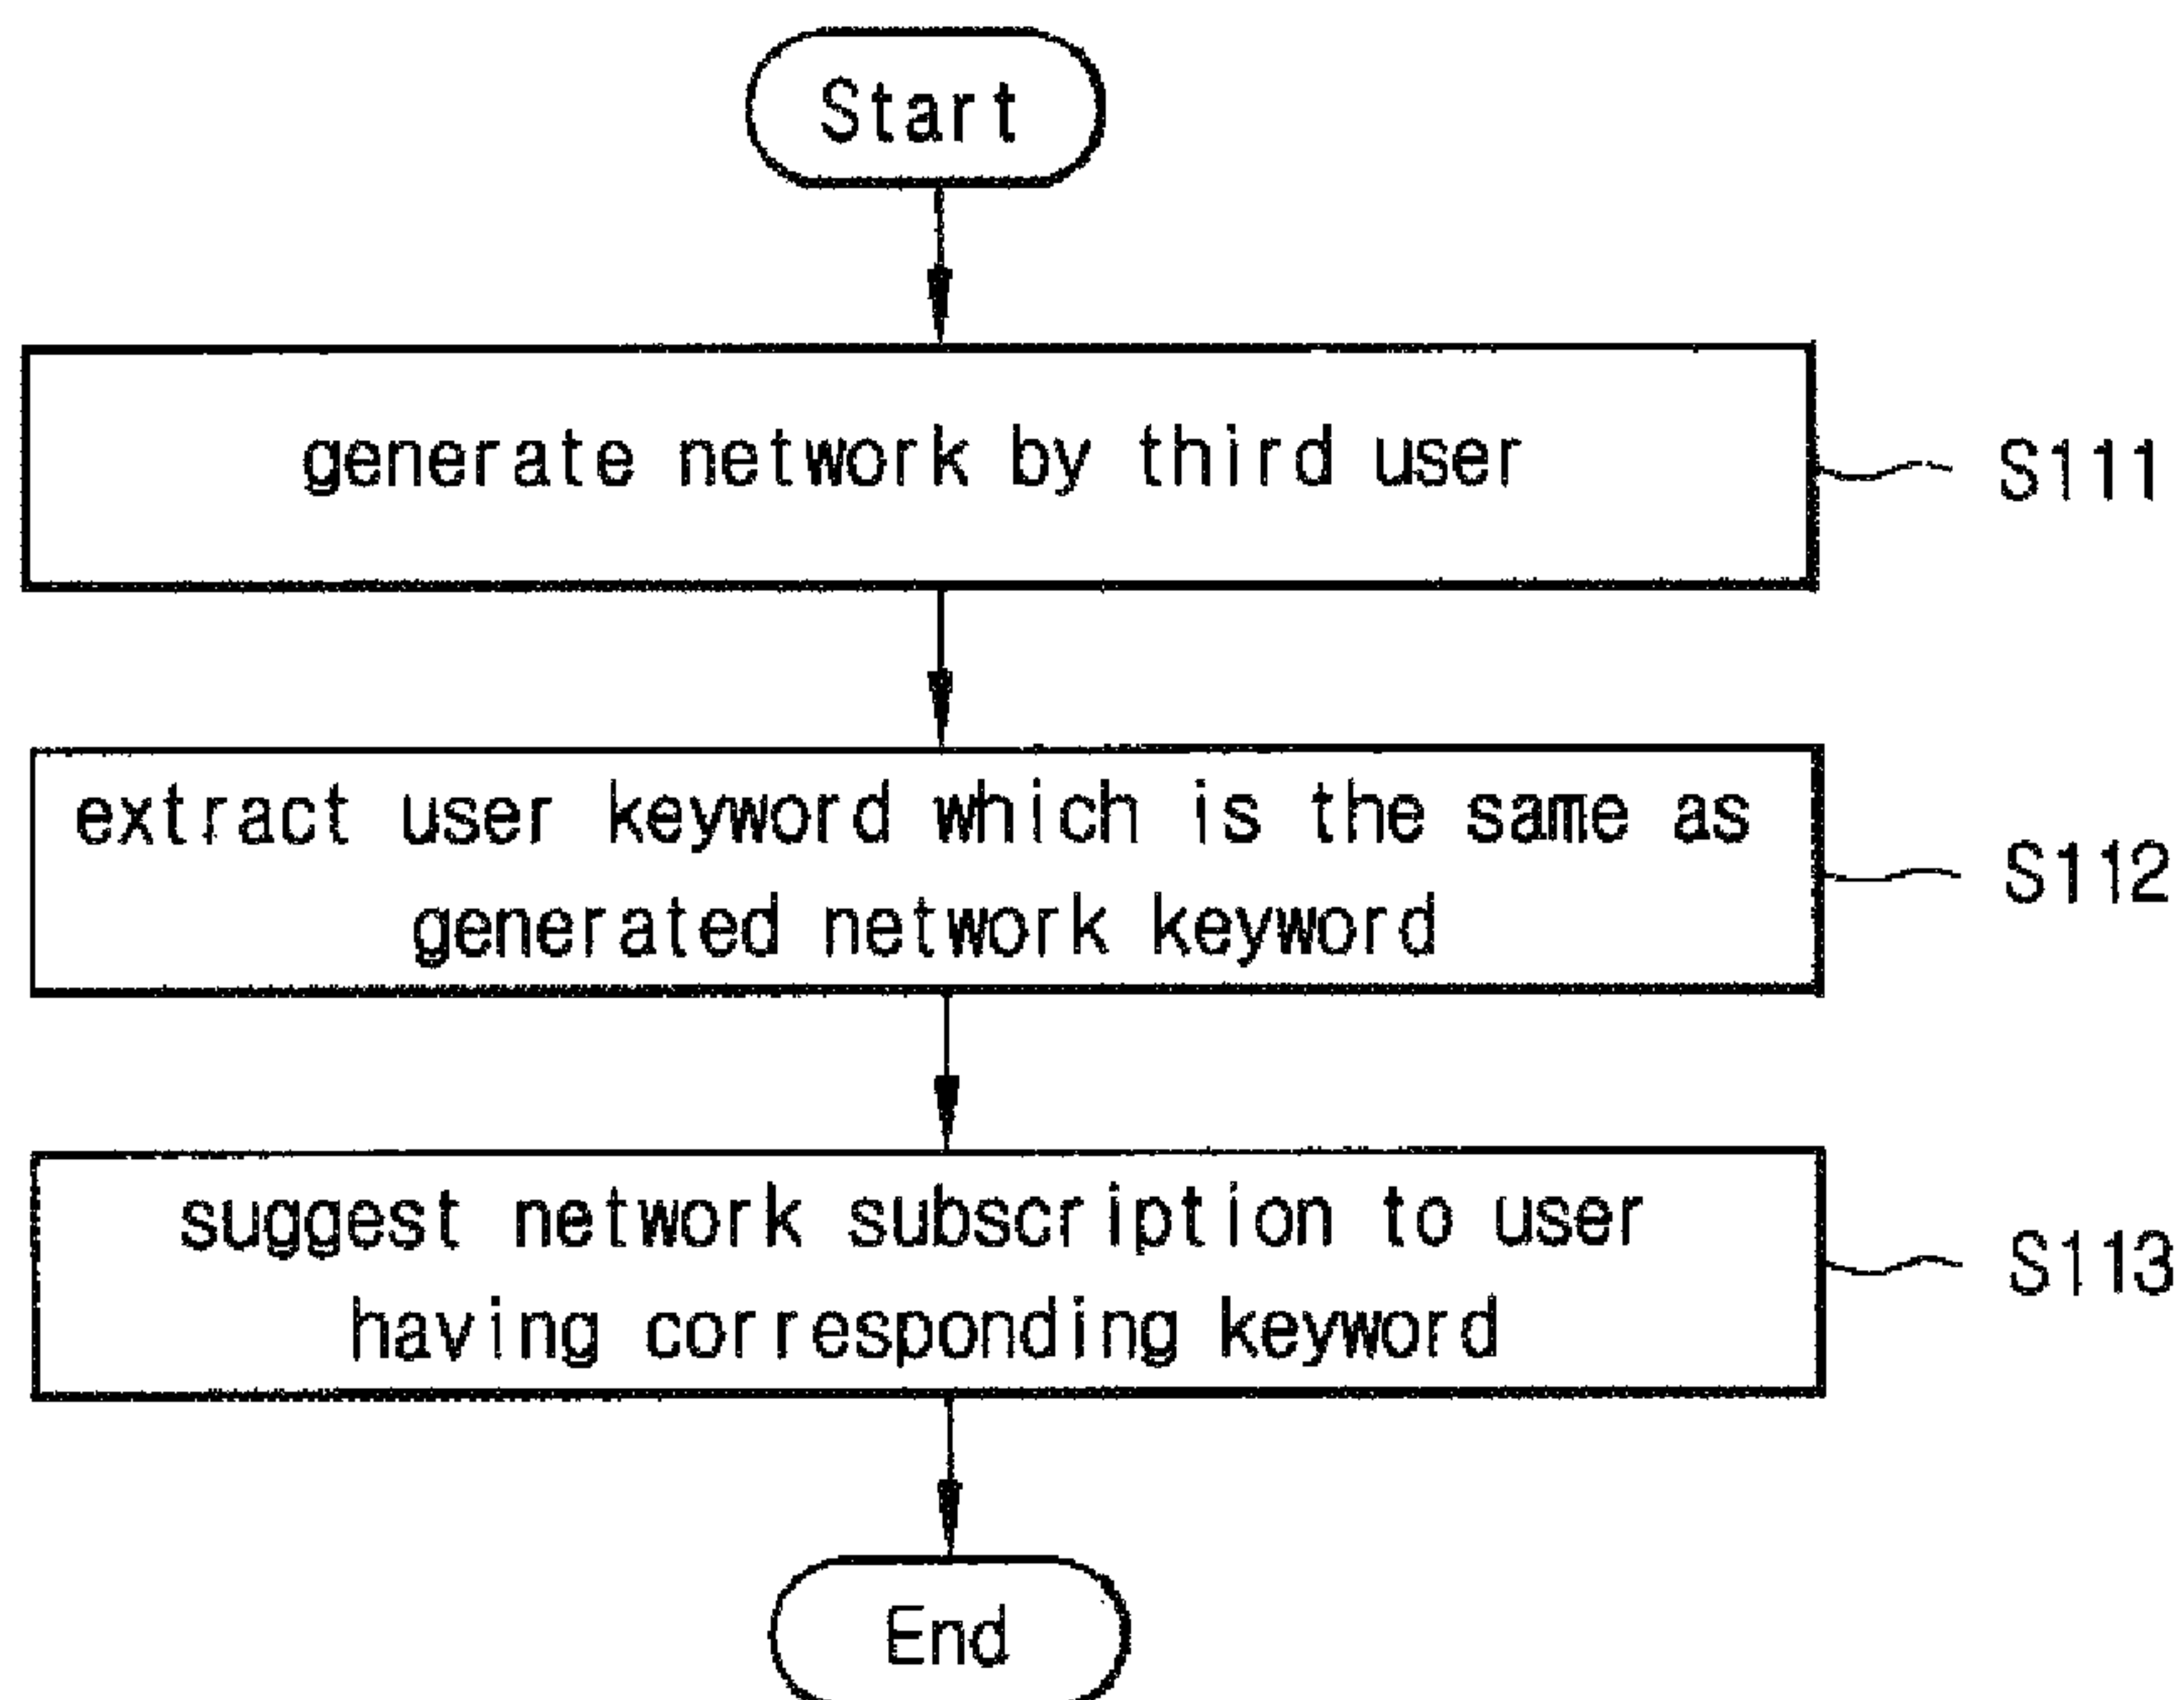 Start
generate network by third user
S111
extract user keyword which is the same as
generated network keyword
S112
suggest network subscription to user
having corresponding keyword
S113
End